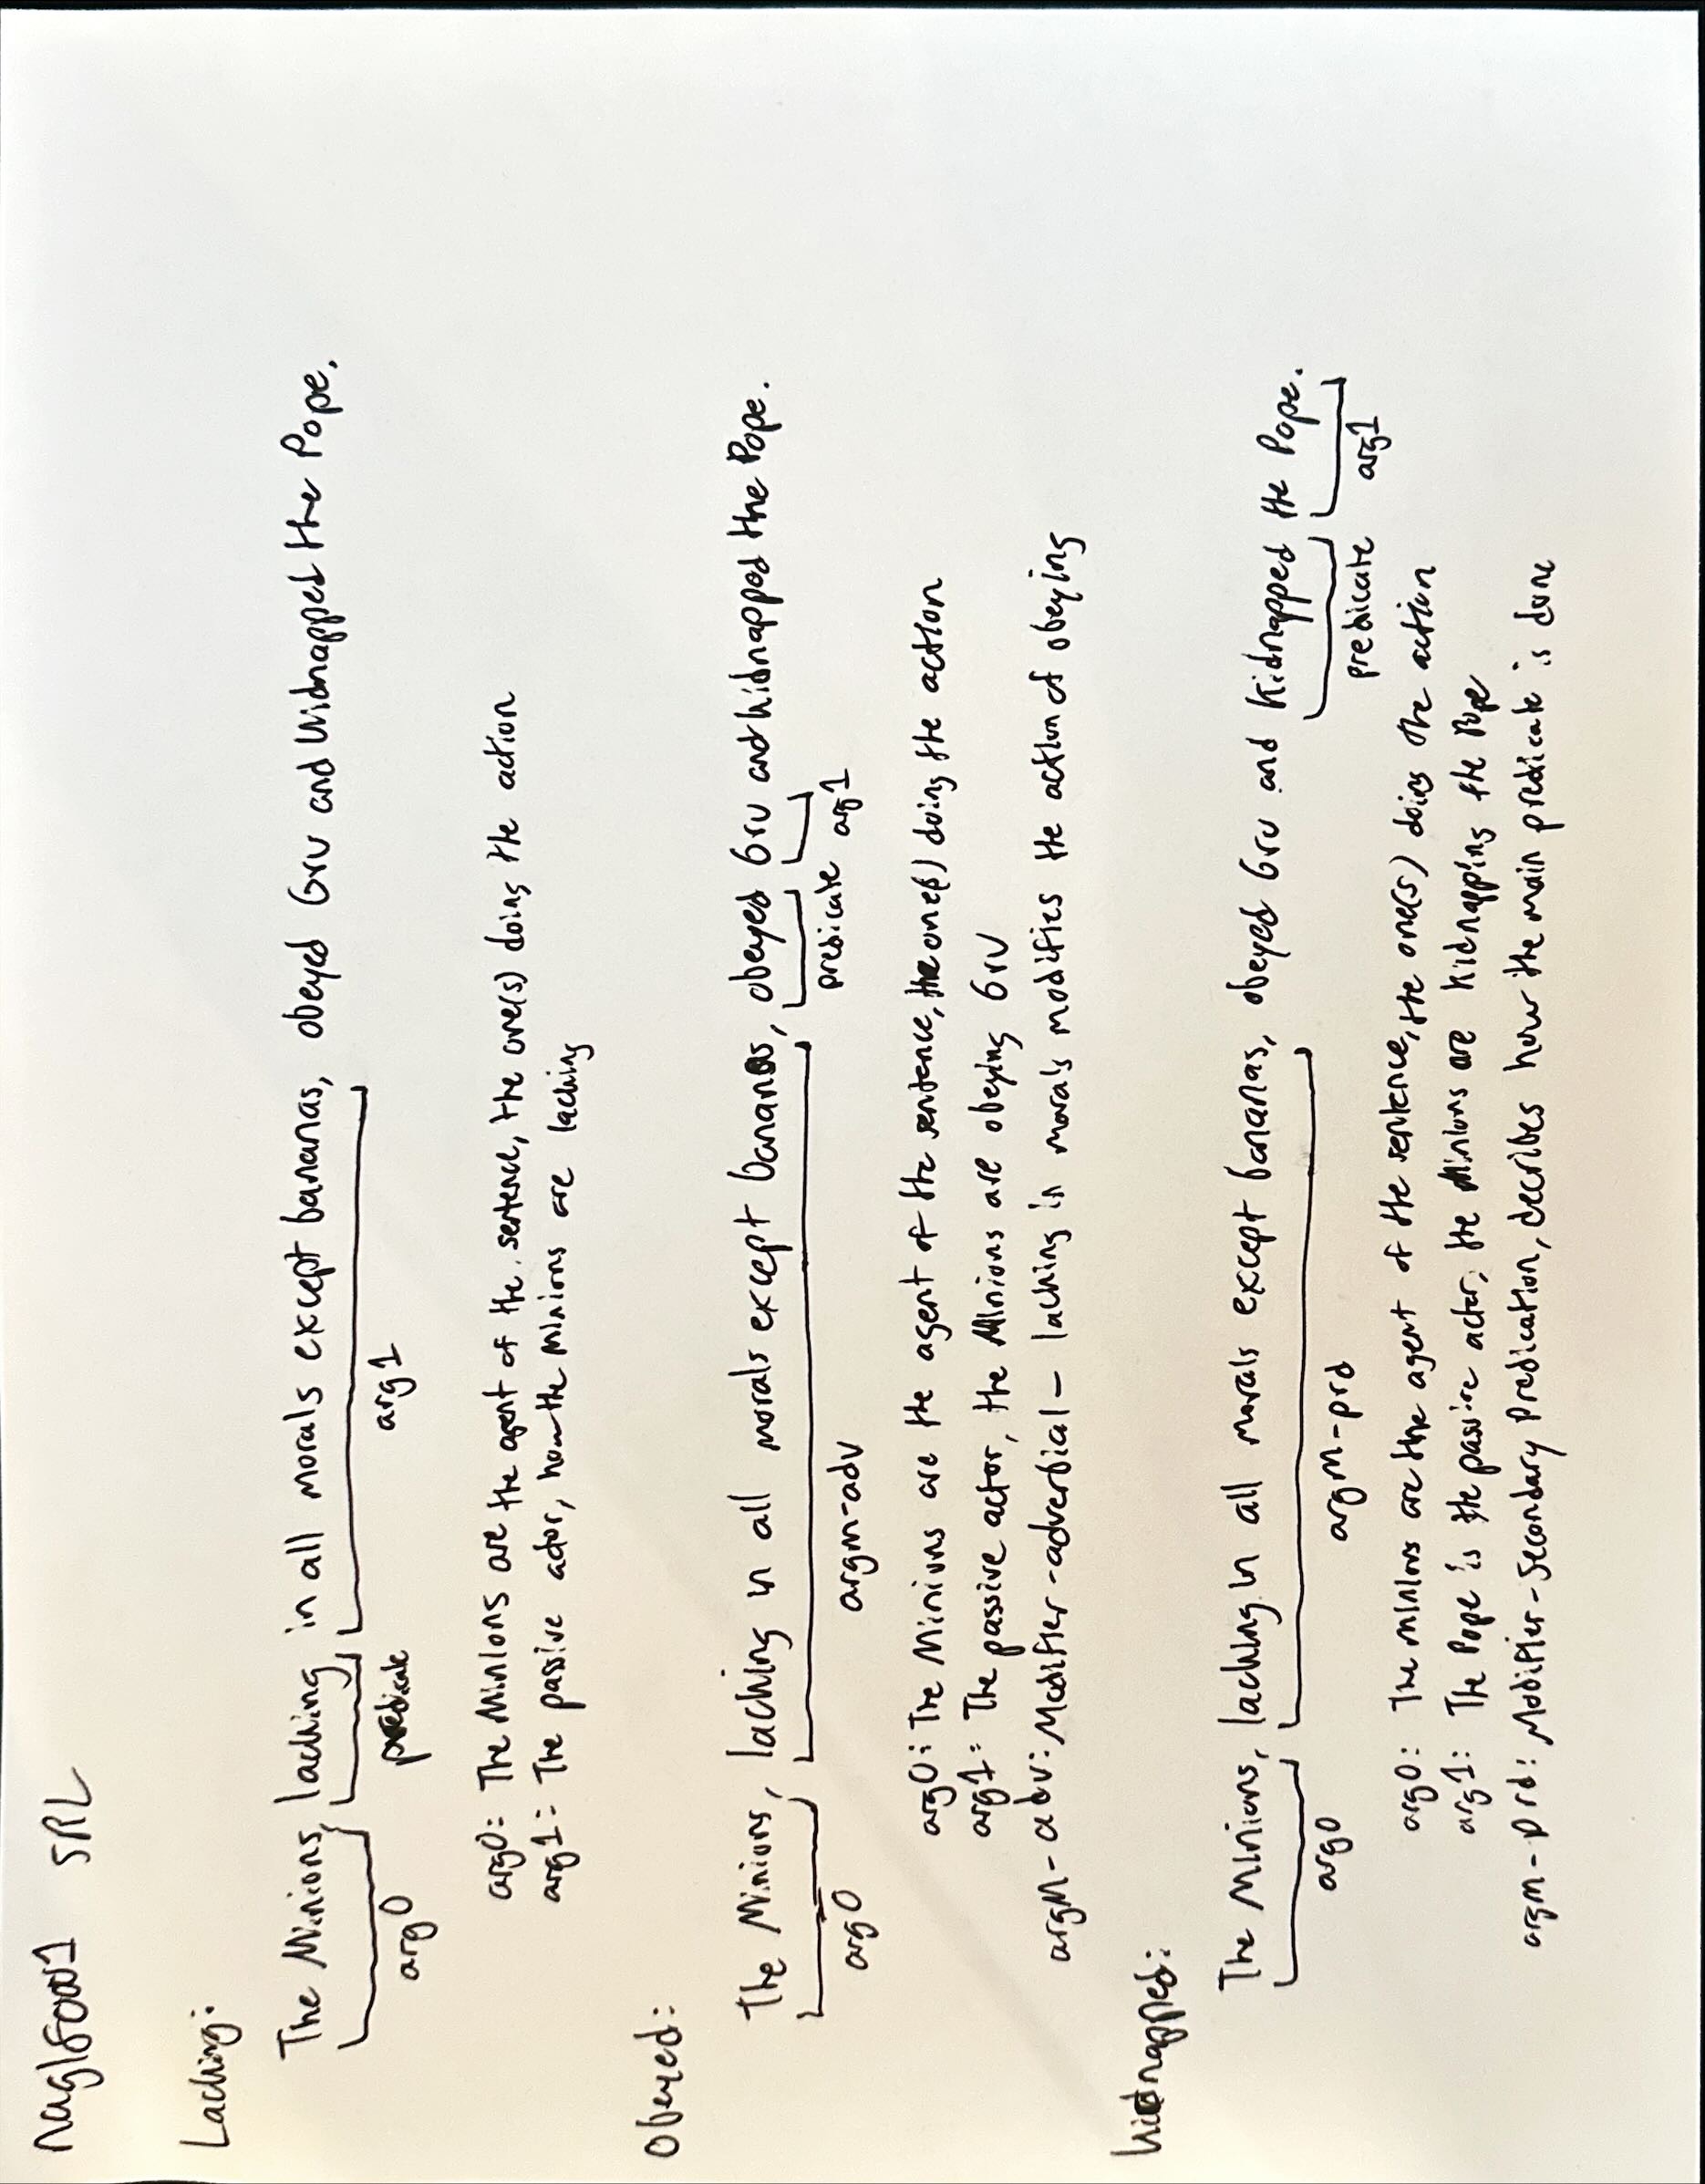 naglfoow1 SRL
Lacking:
The Minions, lacking in all morals except bananas, obeyed Gru and kidnapped the Pope.
arg0 predicate arg1
arg0: The Minions are the agent of the sentence, the one(s) doing the action
arg1: The passive actor, how the Minions are lacking
Obeyed:
The Minions, lacking in all morals except bananas, obeyed Gru and kidnapped the Pope.
arg0 argm-adv predicate arg1
arg0: The Minions are the agent of the sentence, the one(s) doing the action
arg1: The passive actor, the Minions are obeying Gru
argM-adv: Modifier-adverbial - lacking in morals modifies the action of obeying
kidnapped:
The Minions, lacking in all morals except bananas, obeyed Gru and kidnapped the Pope.
arg0 argm-prd predicate arg1
arg0: The minions are the agent of the sentence, the one(s) doing the action
arg1: The Pope is the passive actor, the Minions are kidnapping the Pope
argm-prd: Modifier-Secondary Predication, decribes how the main predicate is done